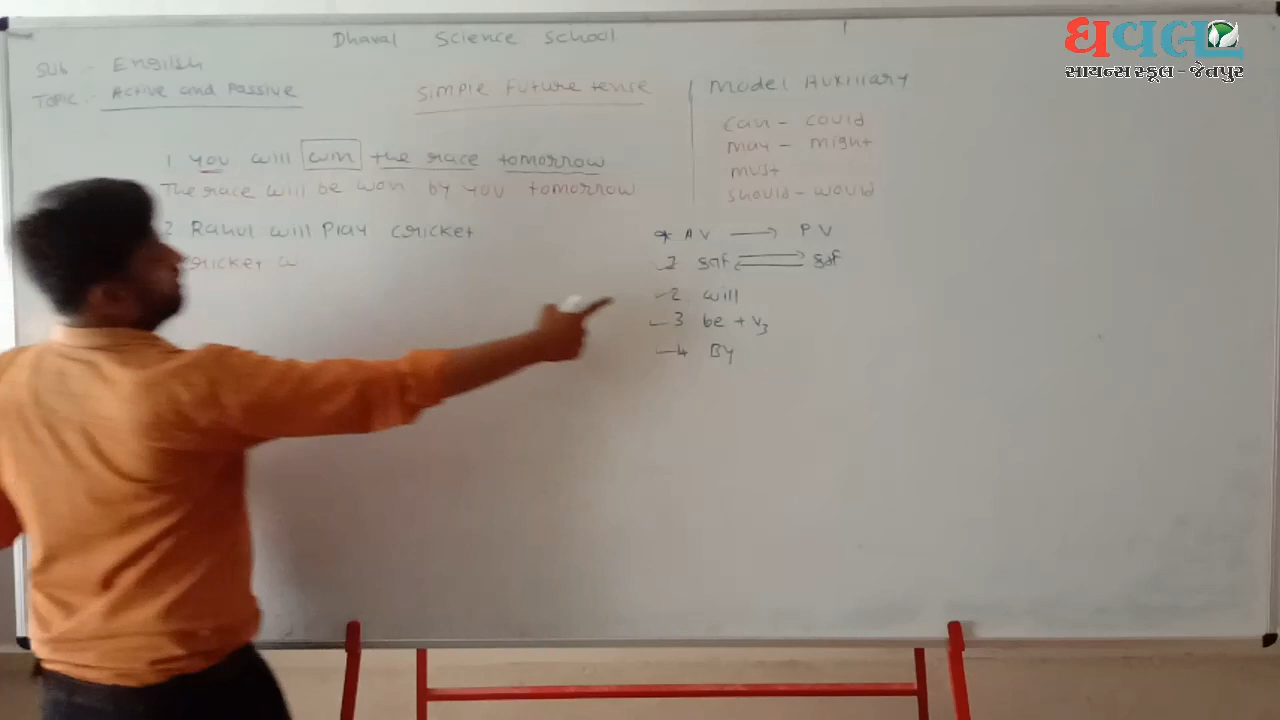 Dhaval Science School
Sub :- English
Topic :- Active and Passive
Simple Future tense
Model Auxiliary
can - could
may - might
must
should - would
1 you will win the race tomorrow
The race will be won by you tomorrow
2 Rahul will Play cricket
cricket w
* AV → PV
2 will
3 be + V3
4 By
ધવલ
સાયન્સ સ્કૂલ - જેતપુર